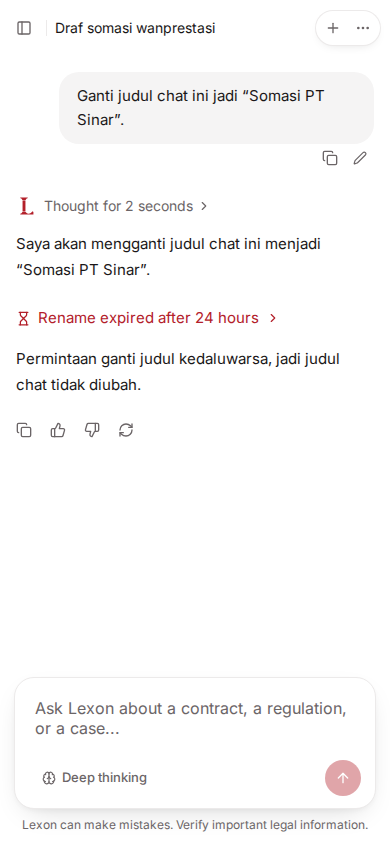 Draf somasi wanprestasi
Ganti judul chat ini jadi “Somasi PT
Sinar”.
L Thought for 2 seconds
Saya akan mengganti judul chat ini menjadi
“Somasi PT Sinar”.
Rename expired after 24 hours
Permintaan ganti judul kedaluwarsa, jadi judul
chat tidak diubah.
Ask Lexon about a contract, a regulation,
or a case...
Deep thinking
Lexon can make mistakes. Verify important legal information.